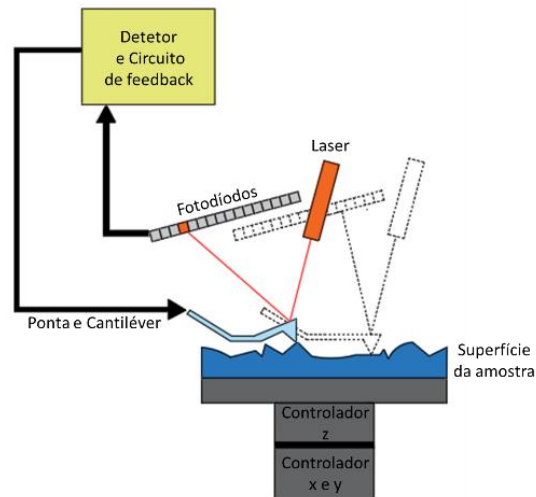 Detetor
e Circuito
de feedback
Laser
Fotodíodos
Ponta e Cantiléver
Superfície
da amostra
Controlador
z
Controlador
x e y